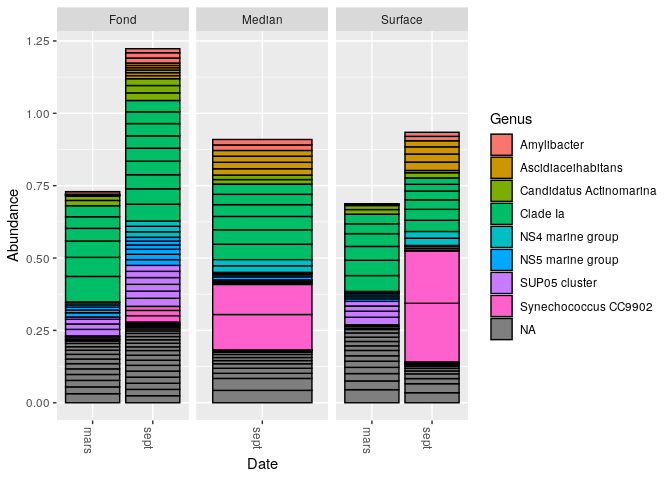 Fond
Median
Surface
1.25
1.00
0.75
0.50
0.25
0.00
Abundance
mars
sept
sept
mars
sept
Date
Genus
Amylibacter
Ascidiaceihabitans
Candidatus Actinomarina
Clade Ia
NS4 marine group
NS5 marine group
SUP05 cluster
Synechococcus CC9902
NA